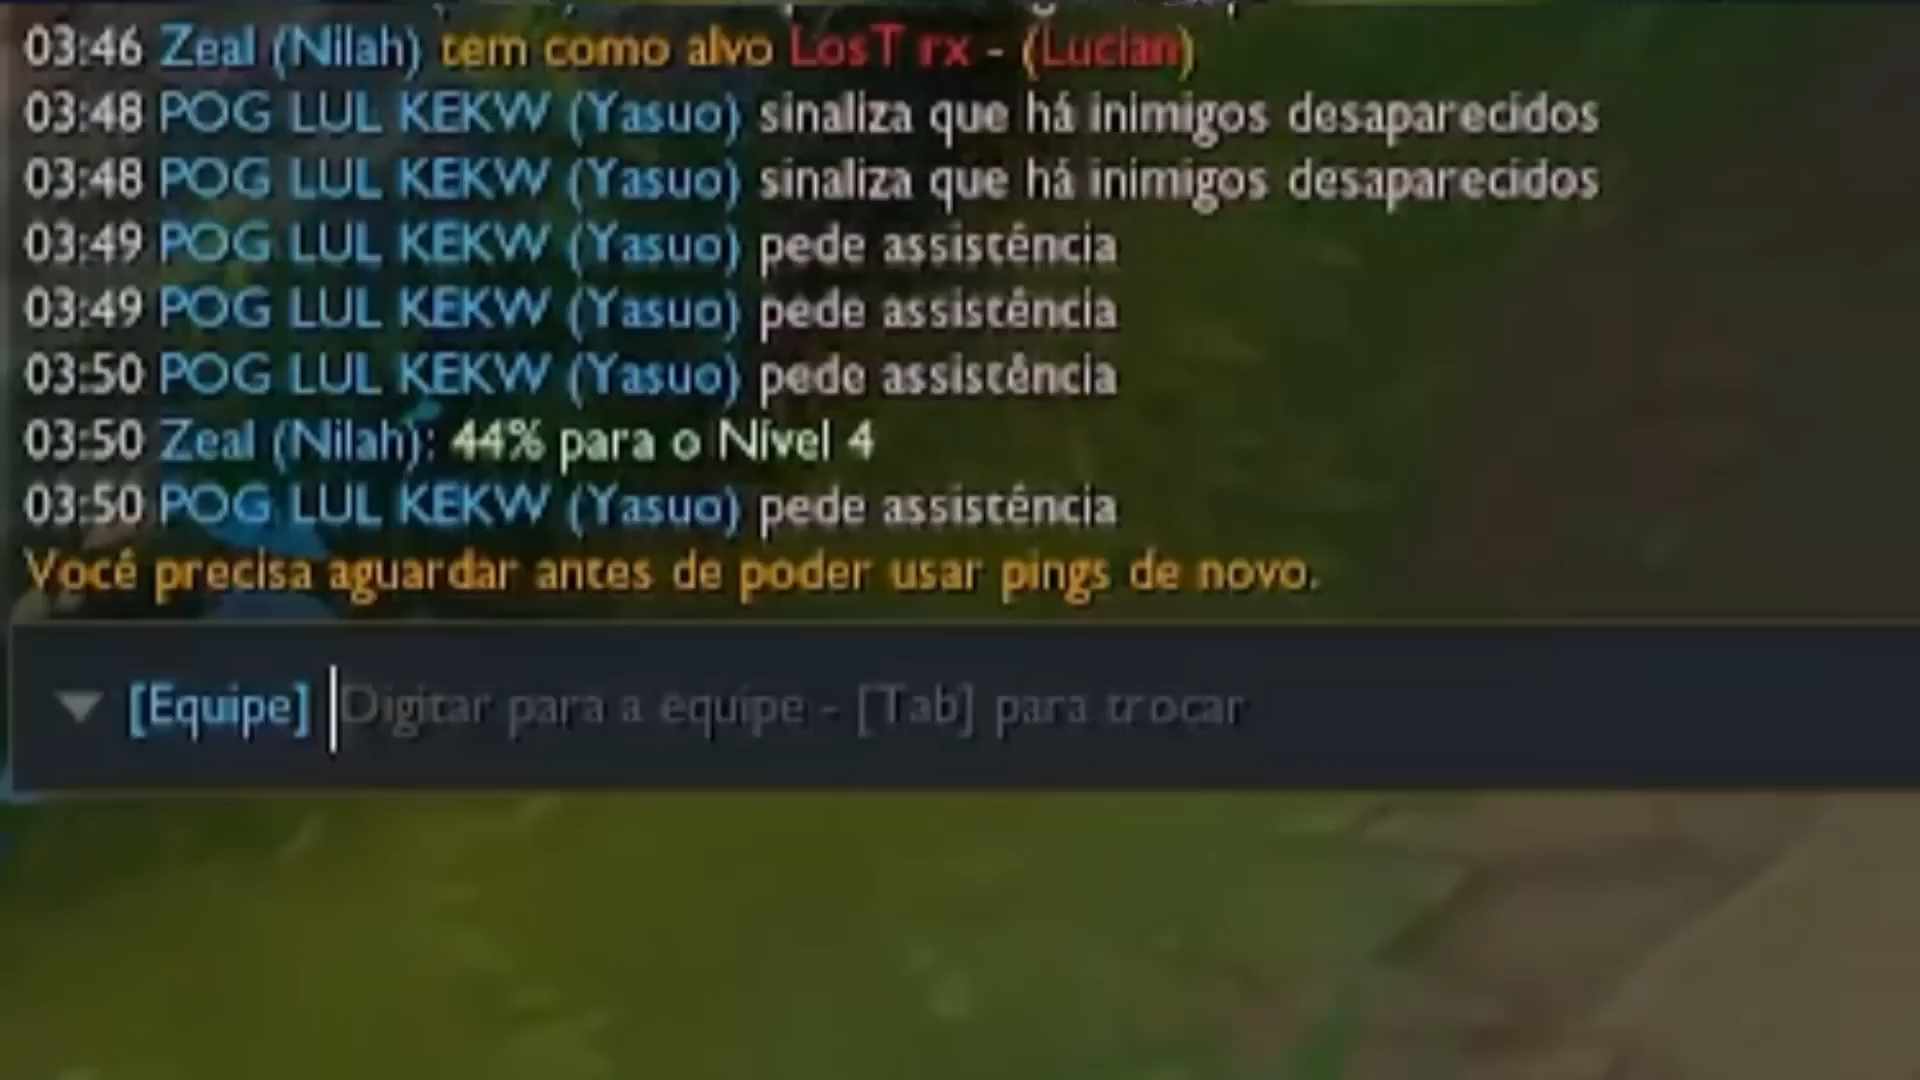 03:46 Zeal (Nilah) tem como alvo LosT rx - (Lucian)
03:48 POG LUL KEKW (Yasuo) sinaliza que há inimigos desaparecidos
03:48 POG LUL KEKW (Yasuo) sinaliza que há inimigos desaparecidos
03:49 POG LUL KEKW (Yasuo) pede assistência
03:49 POG LUL KEKW (Yasuo) pede assistência
03:50 POG LUL KEKW (Yasuo) pede assistência
03:50 Zeal (Nilah): 44% para o Nível 4
03:50 POG LUL KEKW (Yasuo) pede assistência
Você precisa aguardar antes de poder usar pings de novo.
[Equipe] Digitar para a equipe - [Tab] para trocar